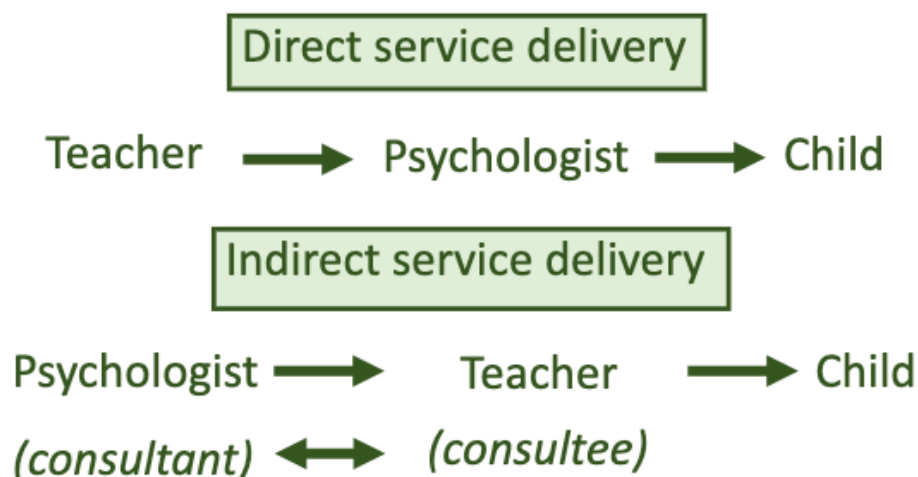 Direct service delivery
Teacher Psychologist Child
Indirect service delivery
Psychologist Teacher Child
(consultant) (consultee)